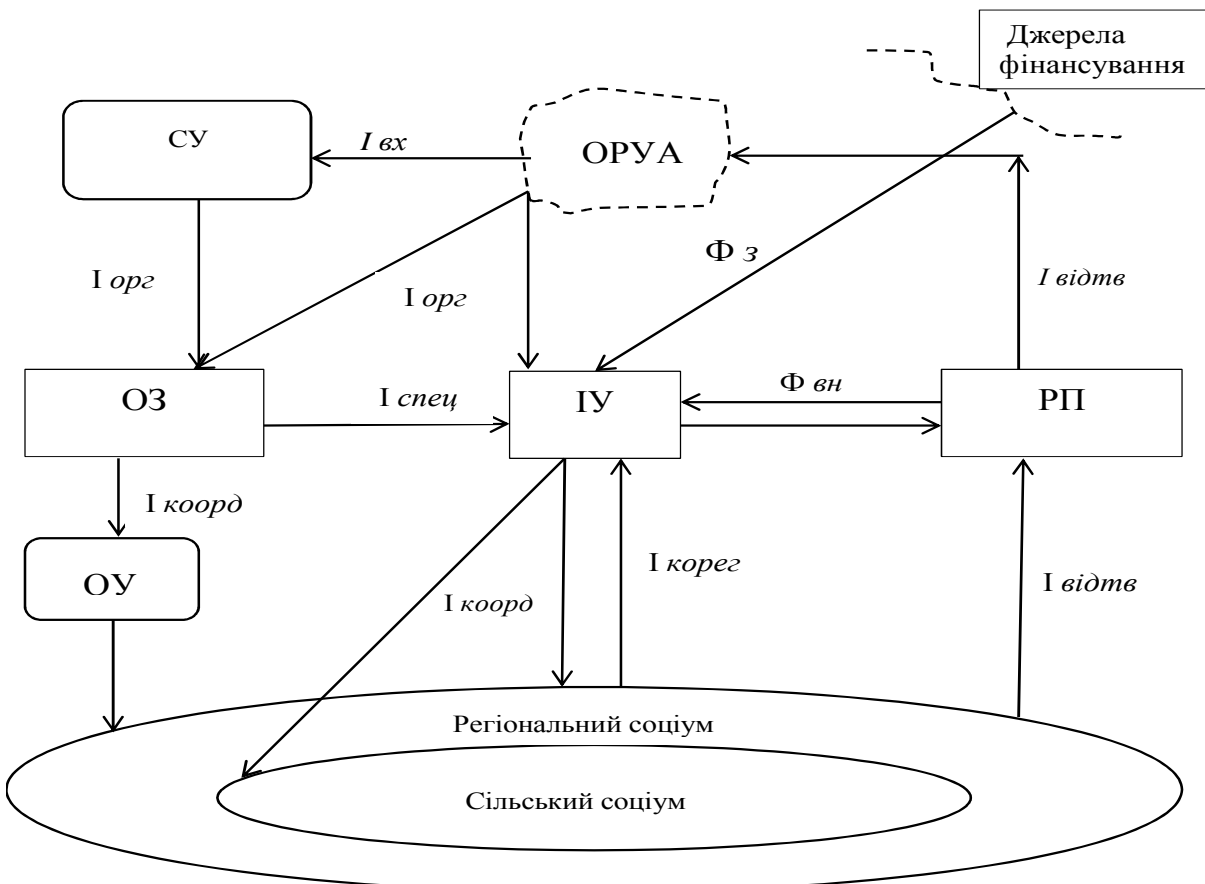 Джерела
фінансування
СУ
І вх
ОРУА
Ф з
І орг
І орг
І відтв
ОЗ
І спец
ІУ
Ф вн
РП
І коорд
ОУ
І корег
І коорд
І відтв
Регіональний соціум
Сільський соціум